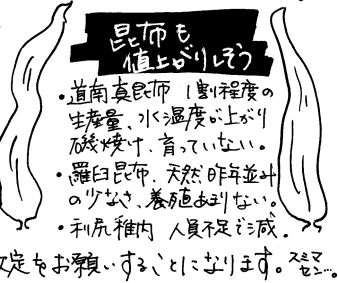 昆布も
値上がりしそう
・道南真昆布 1割程度の
生産量、水温度が上がり
磯焼け、育っていない。
・羅臼昆布、天然昨年並み
の少なさ、養殖あまりない。
・利尻稚内 人員不足で減.
定をお願いすることになります。スミマ
セン…。